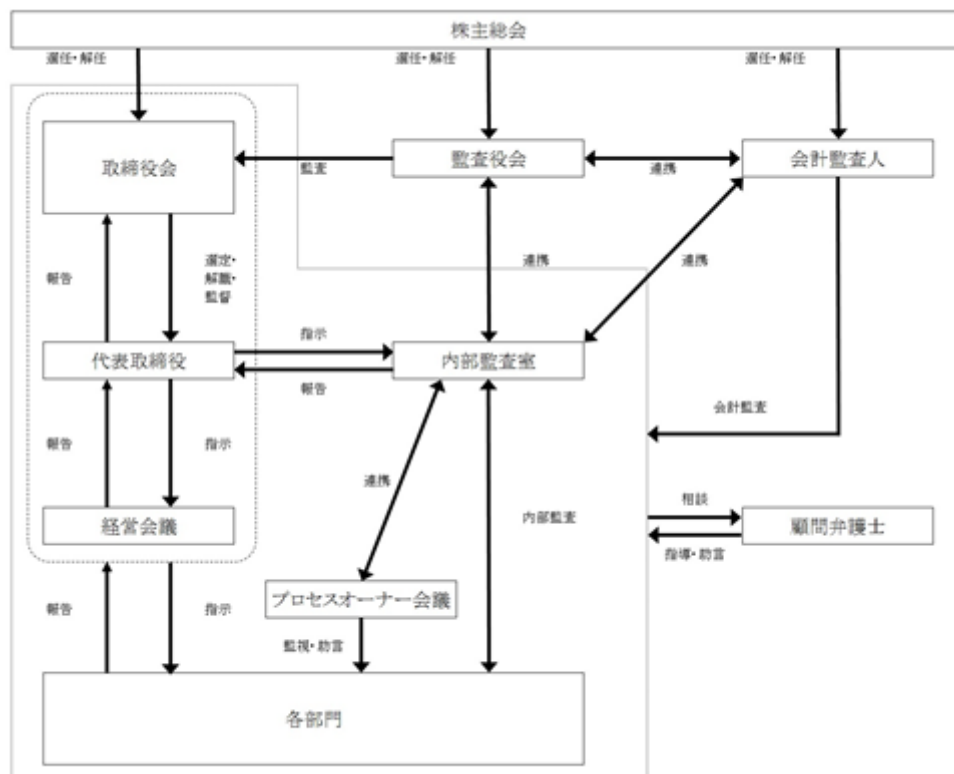 株主総会
選任・解任
選任・解任
選任・解任
取締役会
監査
監査役会
連携
会計監査人
報告
選定・
解職・
監督
連携
連携
代表取締役
指示
報告
内部監査室
会計監査
報告
指示
連携
内部監査
相談
顧問弁護士
指導・助言
経営会議
報告
指示
プロセスオーナー会議
監視・助言
各部門